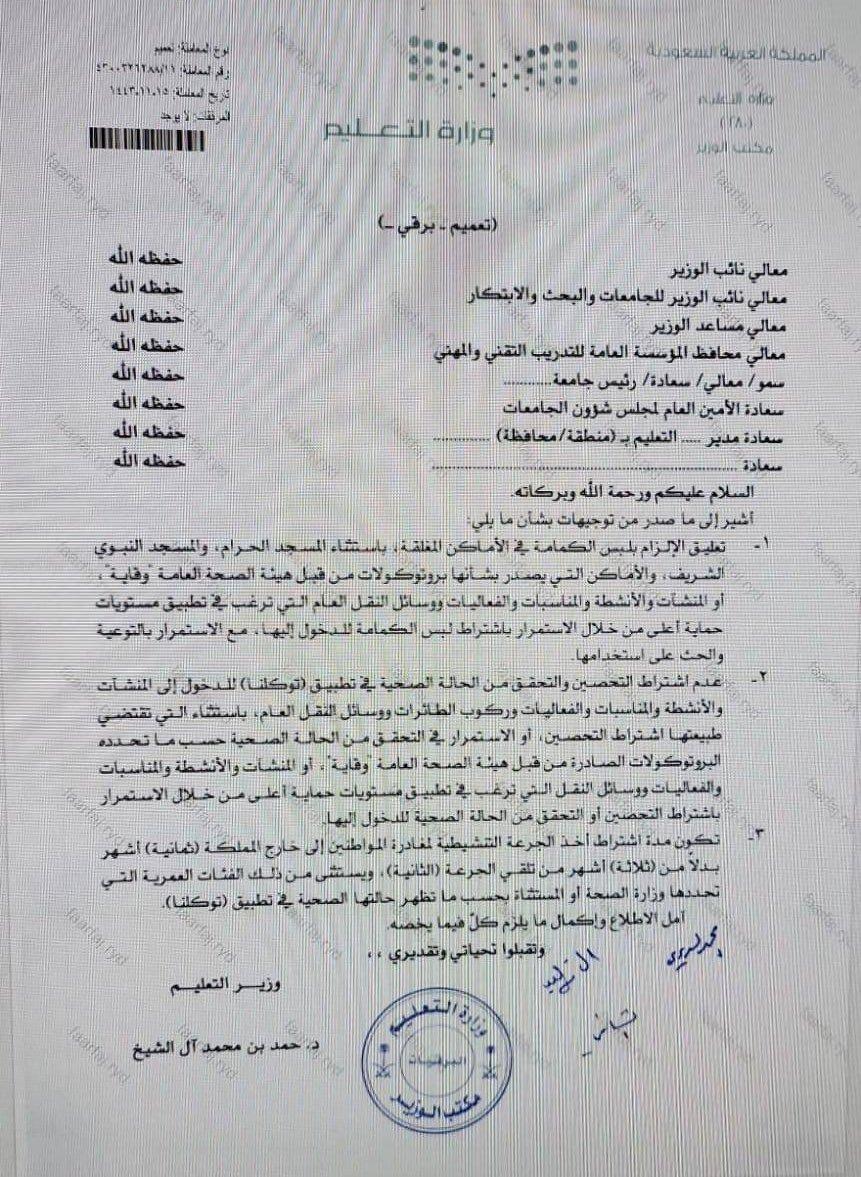 المملكة العربية السعودية
وزارة التعليم
(٢٨٠)
مكتب الوزير
وزارة التعليم
نوع المعاملة: تعميم
رقم المعاملة: ٤٣٠٠٣٢٦٢٨٨/١١
تاريخ المعاملة: ١٤٤٣.١١.١٥
المرفقات: لا يوجد
(تعميم ـ برقي ـ)
معالي نائب الوزير حفظه الله
معالي نائب الوزير للجامعات والبحث والابتكار حفظه الله
معالي مساعد الوزير حفظه الله
معالي محافظ المؤسسة العامة للتدريب التقني والمهني حفظه الله
سمو/ معالي/ سعادة/ رئيس جامعة............ حفظه الله
سعادة الأمين العام لمجلس شؤون الجامعات حفظه الله
سعادة مدير ..... التعليم بـ (منطقة/محافظة) .............. حفظه الله
سعادة ........................................ حفظه الله
السلام عليكم ورحمة الله وبركاته.
أشير إلى ما صدر من توجيهات بشأن ما يلي:
١- تعليق الإلزام بلبس الكمامة في الأماكن المغلقة، باستثناء المسجد الحرام، والمسجد النبوي
الشريف، والأماكن التي يصدر بشأنها بروتوكولات من قبل هيئة الصحة العامة "وقاية"،
أو المنشآت والأنشطة والمناسبات والفعاليات ووسائل النقل العام التي ترغب في تطبيق مستويات
حماية أعلى من خلال الاستمرار باشتراط لبس الكمامة للدخول إليها، مع الاستمرار بالتوعية
والحث على استخدامها.
٢- عدم اشتراط التحصين والتحقق من الحالة الصحية في تطبيق (توكلنا) للدخول إلى المنشآت
والأنشطة والمناسبات والفعاليات وركوب الطائرات ووسائل النقل العام، باستثناء التي تقتضي
طبيعتها اشتراط التحصين، أو الاستمرار في التحقق من الحالة الصحية حسب ما تحدده
البروتوكولات الصادرة من قبل هيئة الصحة العامة "وقاية"، أو المنشآت والأنشطة والمناسبات
والفعاليات ووسائل النقل التي ترغب في تطبيق مستويات حماية أعلى من خلال الاستمرار
باشتراط التحصين أو التحقق من الحالة الصحية للدخول إليها.
٣- تكون مدة اشتراط أخذ الجرعة التنشيطية لمغادرة المواطنين إلى خارج المملكة (ثمانية) أشهر
بدلاً من (ثلاثة) أشهر من تلقي الجرعة (الثانية)، ويستثنى من ذلك الفئات العمرية التي
تحددها وزارة الصحة أو المستثناة بحسب ما تظهر حالتها الصحية في تطبيق (توكلنا).
آمل الاطلاع وإكمال ما يلزم كلٌ فيما يخصه.
وتقبلوا تحياتي وتقديري ،،
وزير التعليم
د. حمد بن محمد آل الشيخ
وزارة التعليم
البرقيات
مكتب الوزير
faarfaj.ryd